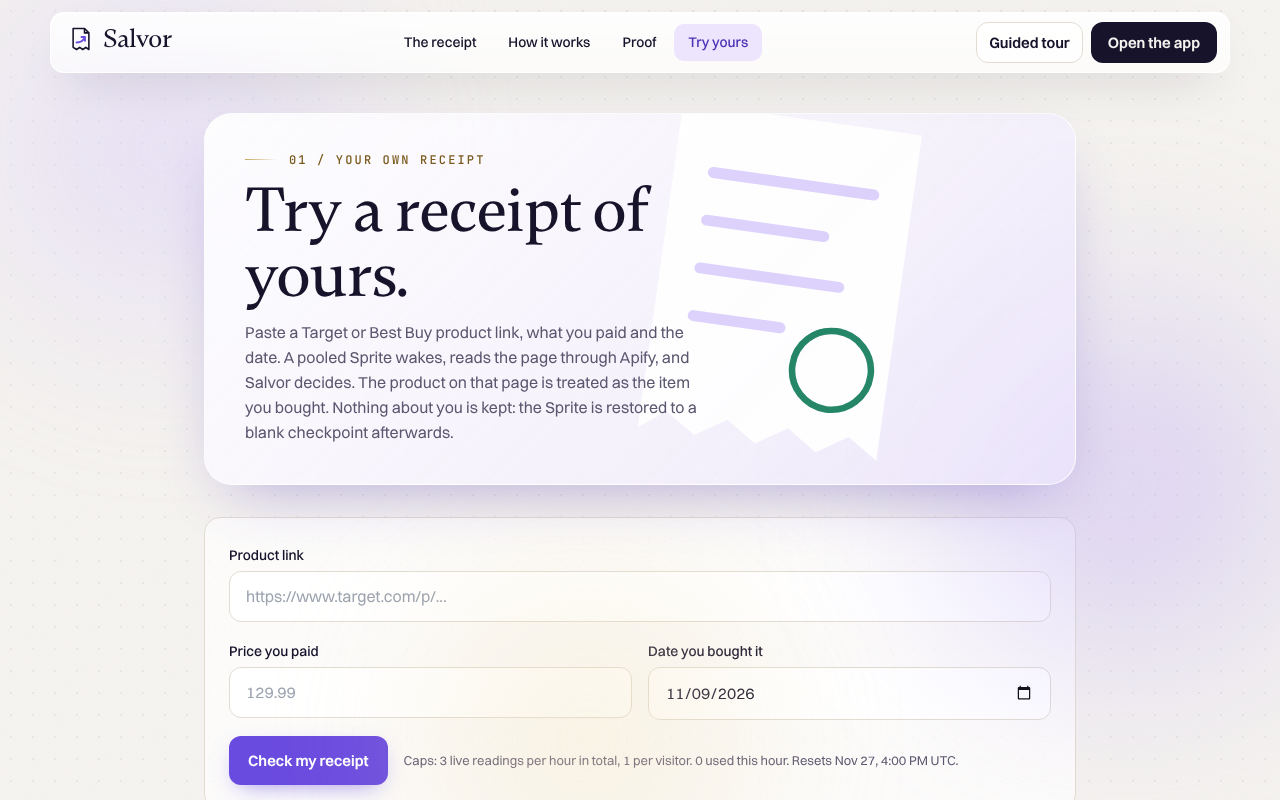 Salvor
The receipt
How it works
Proof
Try yours
Guided tour
Open the app
01 / YOUR OWN RECEIPT
Try a receipt of
yours.
Paste a Target or Best Buy product link, what you paid and the
date. A pooled Sprite wakes, reads the page through Apify, and
Salvor decides. The product on that page is treated as the item
you bought. Nothing about you is kept: the Sprite is restored to a
blank checkpoint afterwards.
Product link
https://www.target.com/p/...
Price you paid
Date you bought it
129.99
11/09/2026
Check my receipt
Caps: 3 live readings per hour in total, 1 per visitor. 0 used this hour. Resets Nov 27, 4:00 PM UTC.